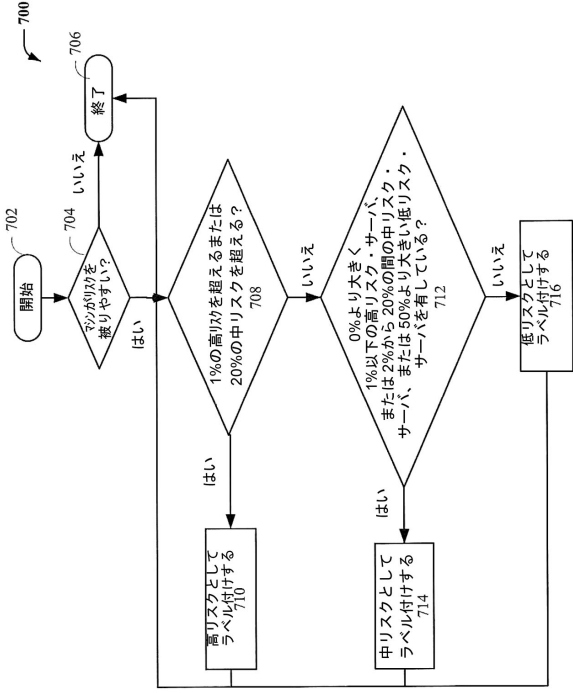 700
702
開始
704
マシンがリスクを
被りやすい?
いいえ
706
終了
はい
1%の高リスクを超えるまたは
20%の中リスクを超える?
708
はい
高リスクとして
ラベル付けする
710
いいえ
0%より大きく
1%以下の高リスク・サーバ、
または2%から20%の間の中リスク・
サーバ、または50%より大きい低リスク・
サーバを有している?
712
はい
中リスクとして
ラベル付けする
714
いいえ
低リスクとして
ラベル付けする
716